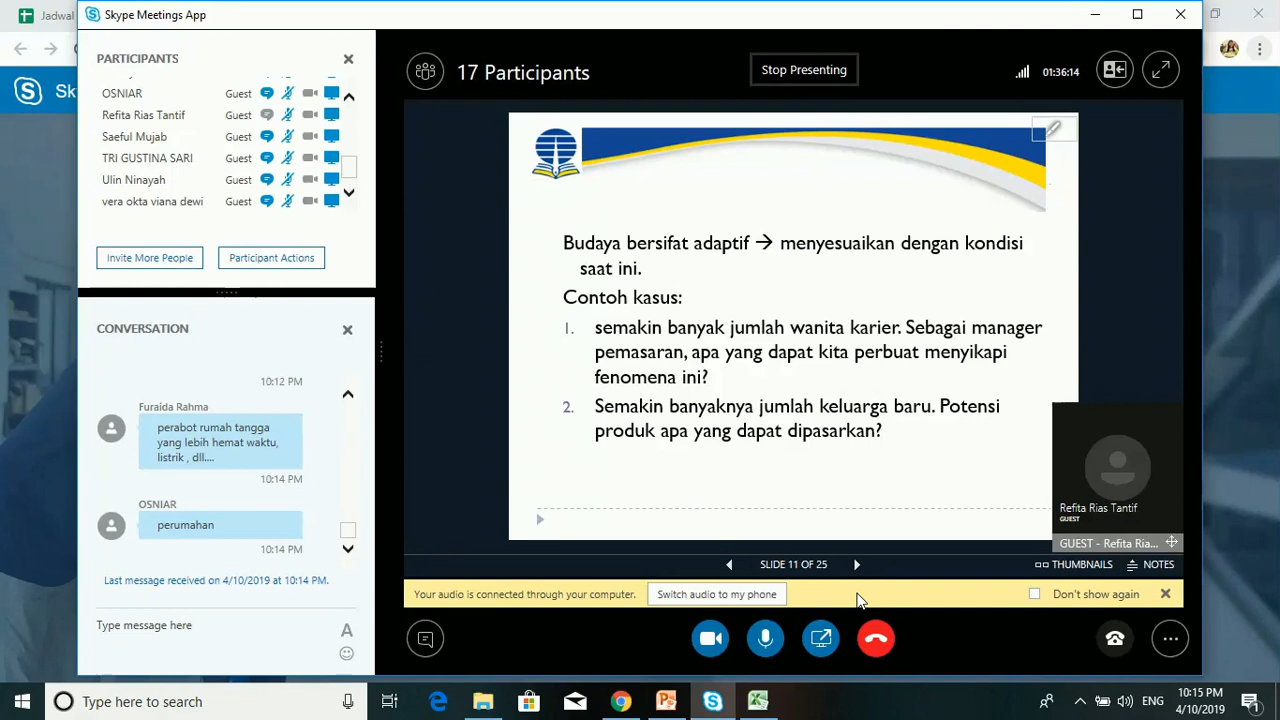 Jadwal
Skype Meetings App
Sk
PARTICIPANTS
OSNIAR Guest
Refita Rias Tantif Guest
Saeful Mujab Guest
TRI GUSTINA SARI Guest
Ulin Ninayah Guest
vera okta viana dewi Guest
Invite More People
Participant Actions
CONVERSATION
10:12 PM
Furaida Rahma
perabot rumah tangga
yang lebih hemat waktu,
listrik , dll....
10:14 PM
OSNIAR
perumahan
10:14 PM
Last message received on 4/10/2019 at 10:14 PM.
Type message here
A
17 Participants
Stop Presenting
01:36:14
Budaya bersifat adaptif → menyesuaikan dengan kondisi
saat ini.
Contoh kasus:
1. semakin banyak jumlah wanita karier. Sebagai manager
pemasaran, apa yang dapat kita perbuat menyikapi
fenomena ini?
2. Semakin banyaknya jumlah keluarga baru. Potensi
produk apa yang dapat dipasarkan?
Refita Rias Tantif
GUEST
GUEST - Refita Ria...
SLIDE 11 OF 25
THUMBNAILS
NOTES
Your audio is connected through your computer.
Switch audio to my phone
Don't show again
Type here to search
ENG
10:15 PM
4/10/2019
1